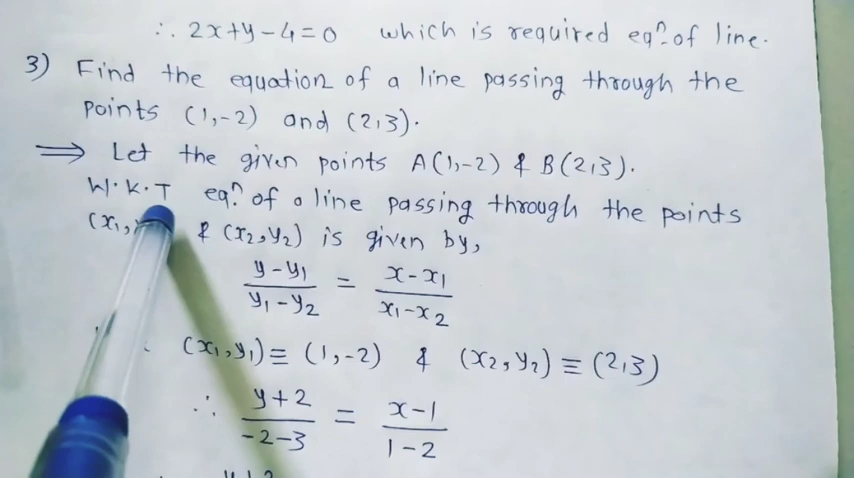 ∴ 2x+y-4=0 which is required eqn. of line.
3) Find the equation of a line passing through the
points (1,-2) and (2,3).
⇒ Let the given points A(1,-2) & B(2,3).
W.K.T eqn. of a line passing through the points
(x₁, & (x₂,y₂) is given by,
y-y₁/y₁-y₂ = x-x₁/x₁-x₂
(x₁,y₁)≡(1,-2) & (x₂,y₂)≡(2,3)
∴ y+2/-2-3 = x-1/1-2